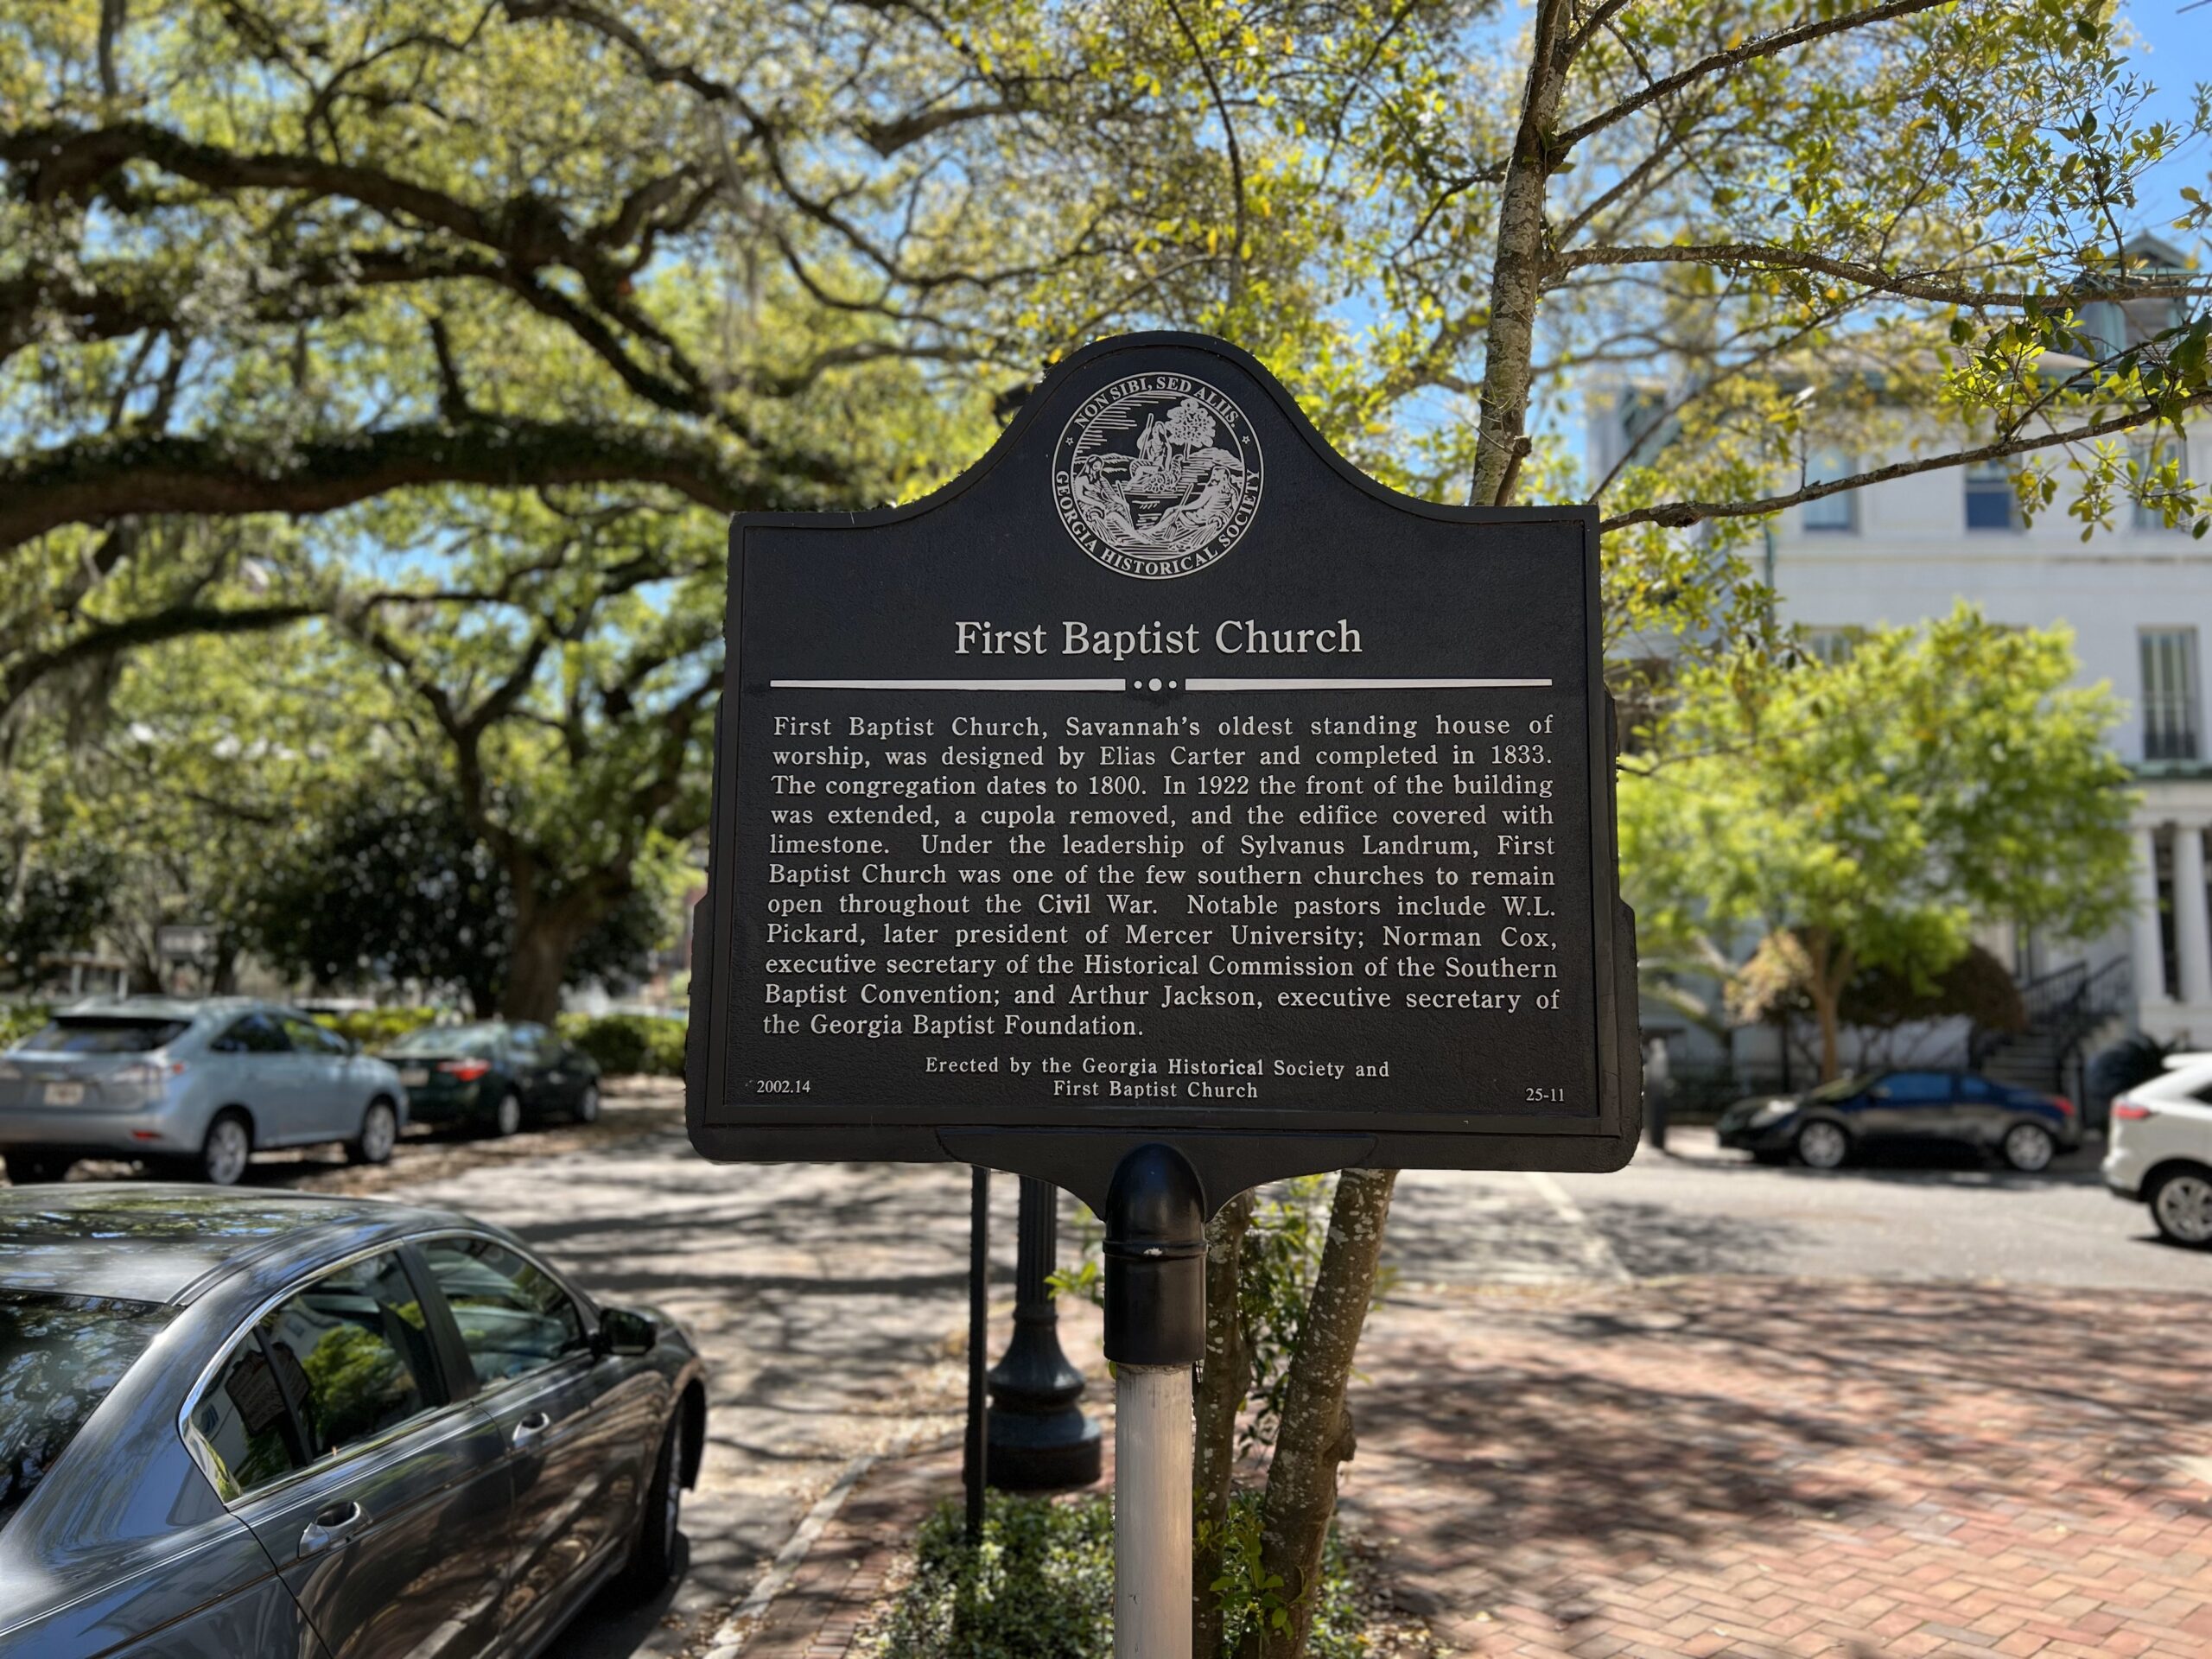 NON SIBI, SED ALIIS.
GEORGIA HISTORICAL SOCIETY
First Baptist Church
First Baptist Church, Savannah's oldest standing house of
worship, was designed by Elias Carter and completed in 1833.
The congregation dates to 1800. In 1922 the front of the building
was extended, a cupola removed, and the edifice covered with
limestone. Under the leadership of Sylvanus Landrum, First
Baptist Church was one of the few southern churches to remain
open throughout the Civil War. Notable pastors include W.L.
Pickard, later president of Mercer University; Norman Cox,
executive secretary of the Historical Commission of the Southern
Baptist Convention; and Arthur Jackson, executive secretary of
the Georgia Baptist Foundation.
Erected by the Georgia Historical Society and
First Baptist Church
2002.14
25-11